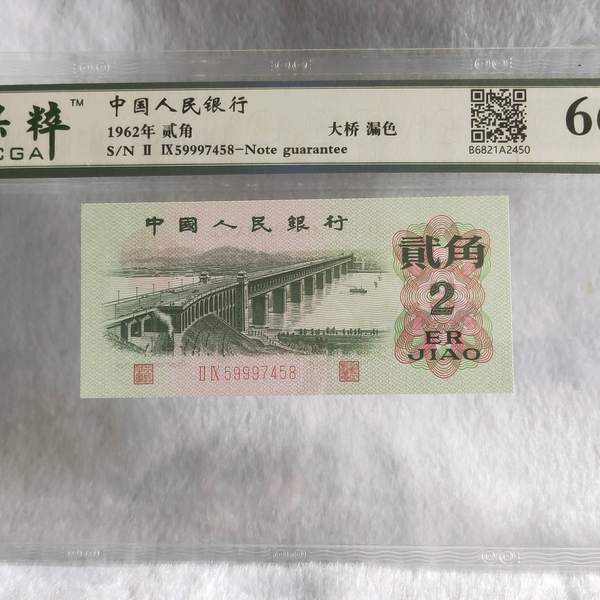 粹™
CGA
中国人民银行
1962年 贰角
大桥 漏色
S/N II IX59997458-Note guarantee
B6821A2450
中國人民銀行
貳角
2
ER
JIAO
II IX 59997458